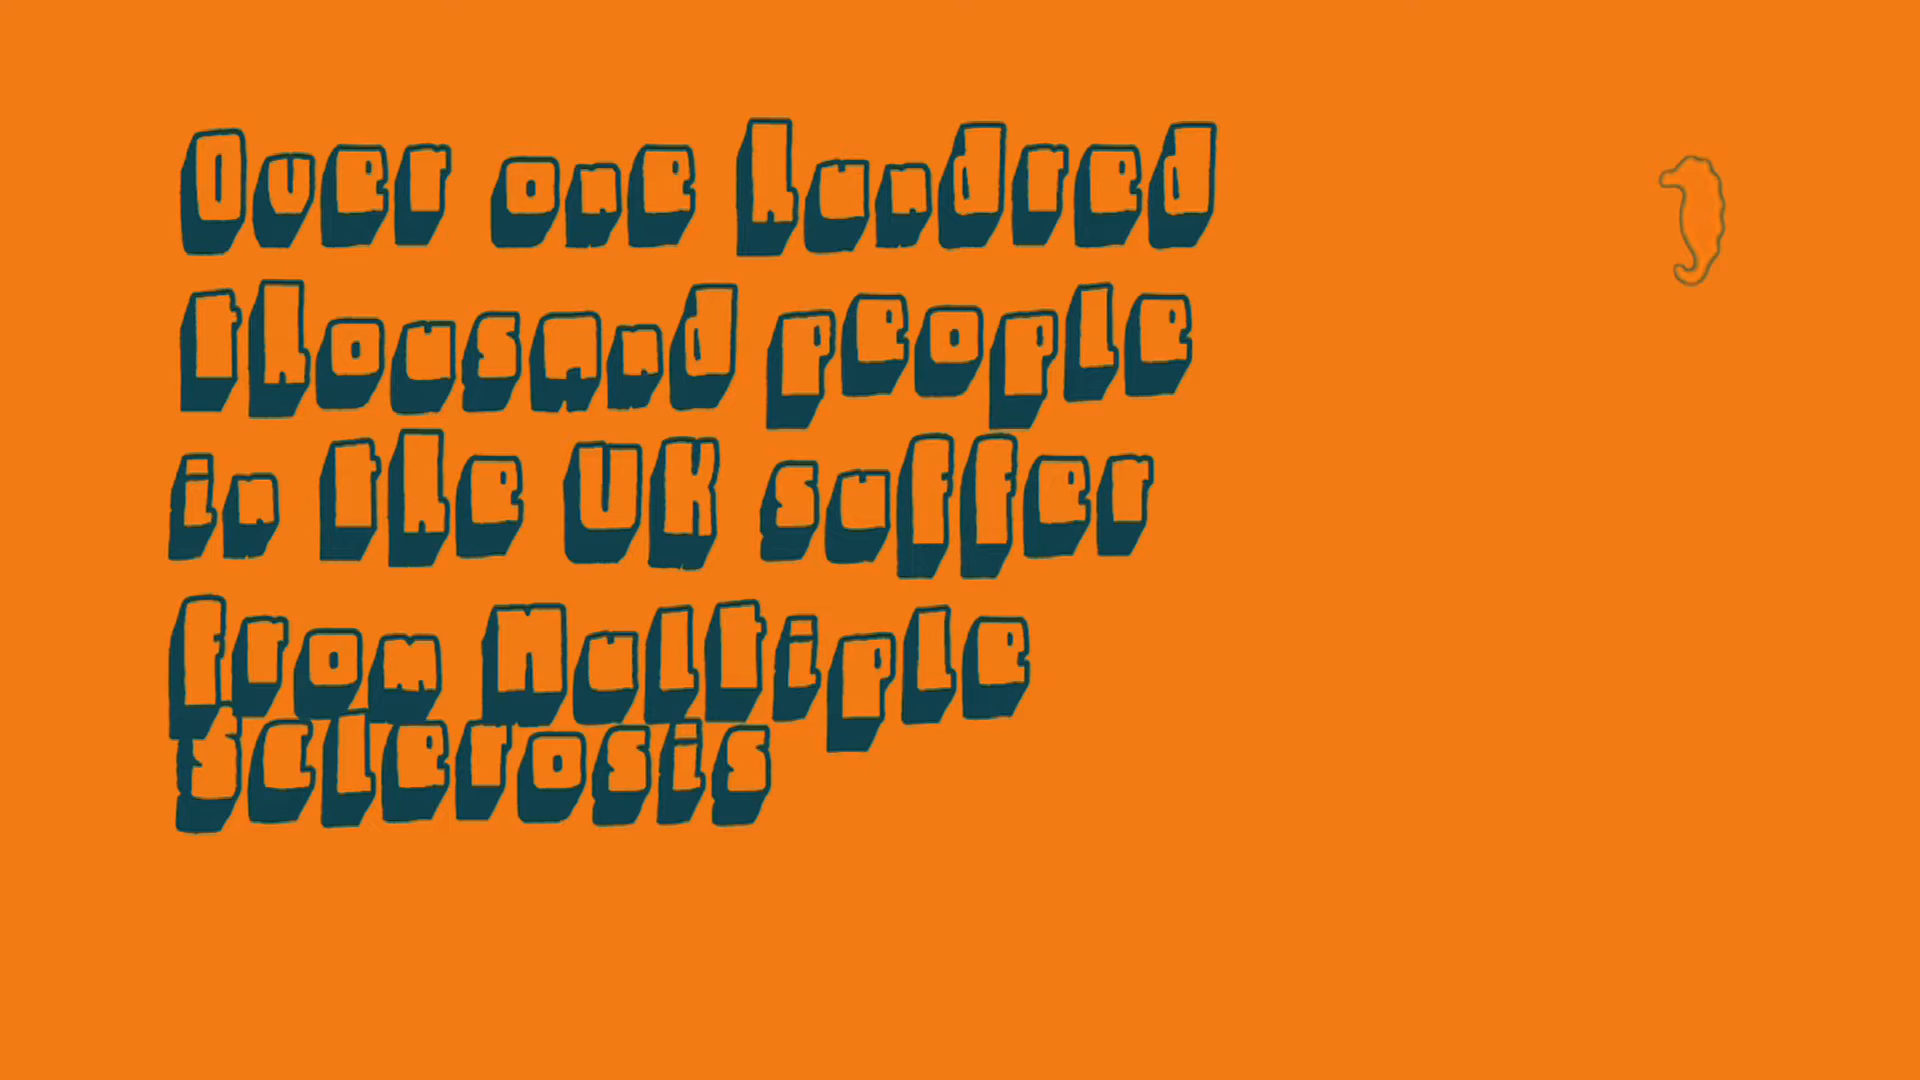 Over one hundred
thousand people
in the UK suffer
from Multiple
Sclerosis